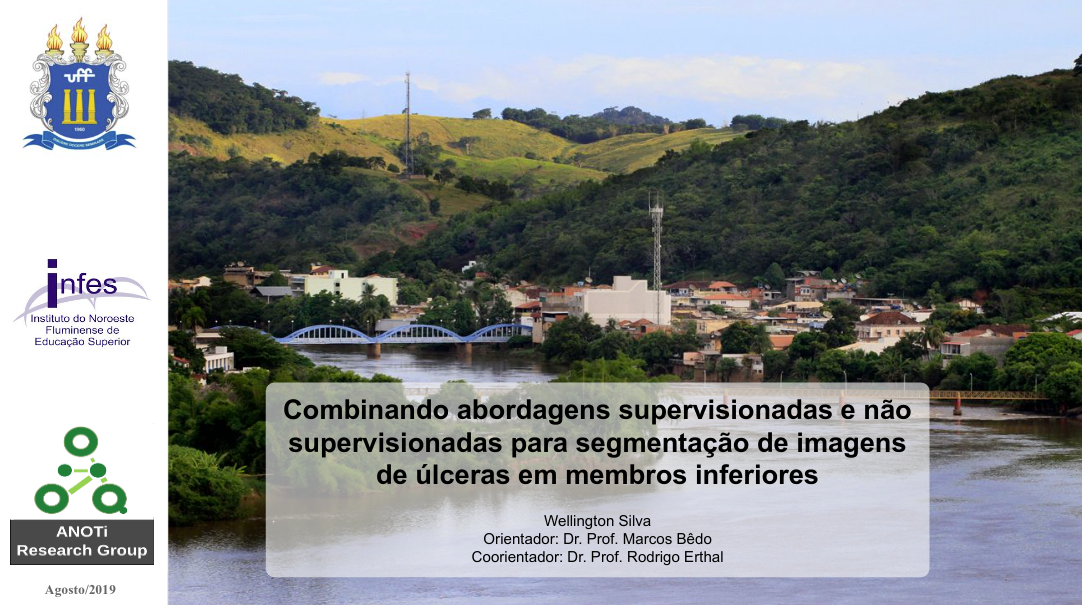 uff
1960
infes
Instituto do Noroeste
Fluminense de
Educação Superior
ANOTi
Research Group
Agosto/2019
Combinando abordagens supervisionadas e não
supervisionadas para segmentação de imagens
de úlceras em membros inferiores
Wellington Silva
Orientador: Dr. Prof. Marcos Bêdo
Coorientador: Dr. Prof. Rodrigo Erthal